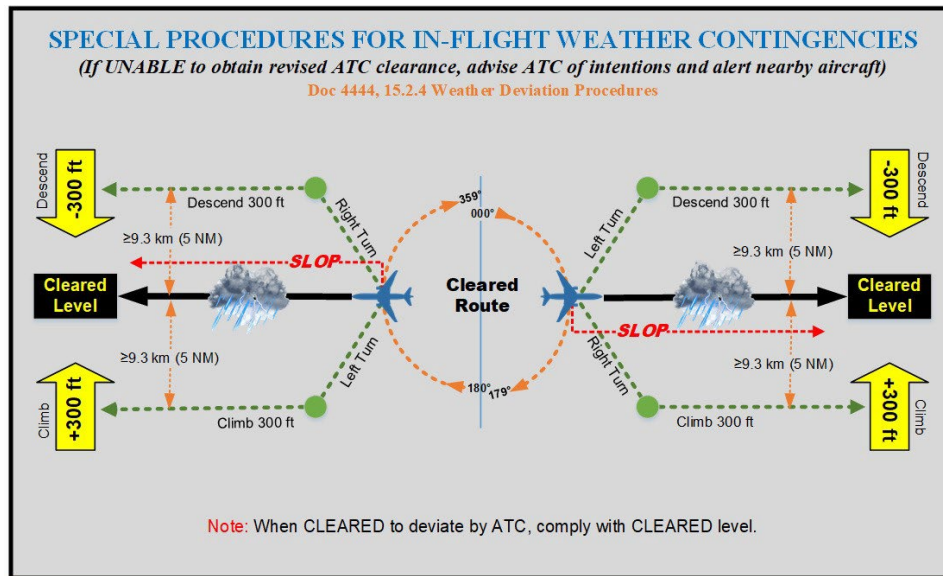 SPECIAL PROCEDURES FOR IN-FLIGHT WEATHER CONTINGENCIES
(If UNABLE to obtain revised ATC clearance, advise ATC of intentions and alert nearby aircraft)
Doc 4444, 15.2.4 Weather Deviation Procedures
Descend
-300 ft
Descend 300 ft
Right Turn
≥9.3 km (5 NM)
SLOP
Cleared
Level
≥9.3 km (5 NM)
Left Turn
Climb
+300 ft
Climb 300 ft
359°
000°
Cleared
Route
180°
179°
Left Turn
Descend 300 ft
-300 ft
Descend
≥9.3 km (5 NM)
Cleared
Level
SLOP
Right Turn
≥9.3 km (5 NM)
Climb 300 ft
+300 ft
Climb
Note: When CLEARED to deviate by ATC, comply with CLEARED level.